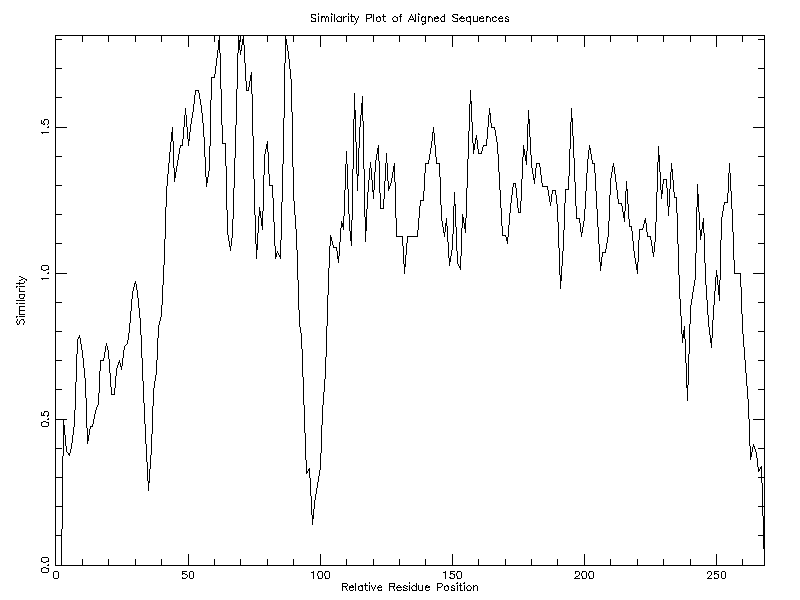 Similarity Plot of Aligned Sequences
Similarity
1.5
1.0
0.5
0.0
0 50 100 150 200 250
Relative Residue Position